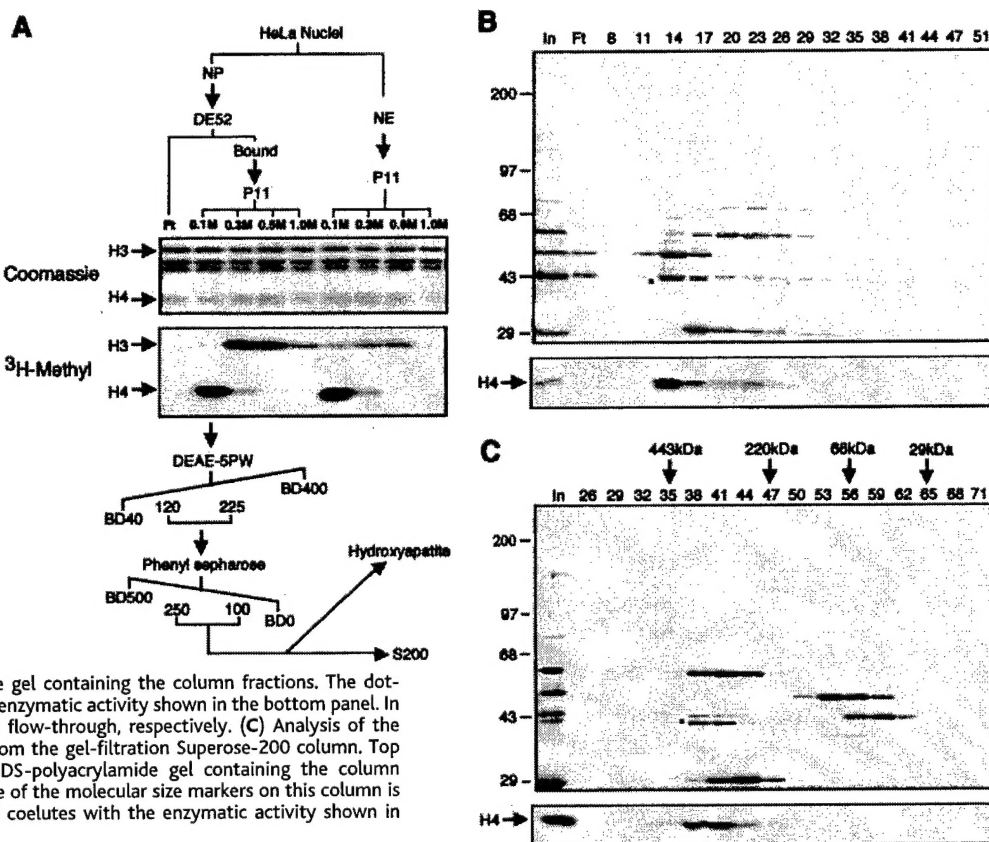 A
HeLa Nuclei
NP
NE
DE52
Bound
P11
P11
Ft 0.1M 0.3M 0.5M 1.0M 0.1M 0.3M 0.5M 1.0M
H3
Coomassie
H4
H3
³H-Methyl
H4
DEAE-5PW
BD40 BD400
120 225
Phenyl sepharose
Hydroxyapatite
BD500 BD0
250 100
S200
e gel containing the column fractions. The dot-
enzymatic activity shown in the bottom panel. In
flow-through, respectively. (C) Analysis of the
om the gel-filtration Superose-200 column. Top
DS-polyacrylamide gel containing the column
e of the molecular size markers on this column is
coelutes with the enzymatic activity shown in
B
In Ft 8 11 14 17 20 23 26 29 32 35 38 41 44 47 51
200
97
68
43
29
H4
C
443kDa 220kDa 66kDa 29kDa
In 26 29 32 35 38 41 44 47 50 53 56 59 62 65 68 71
200
97
68
43
29
H4